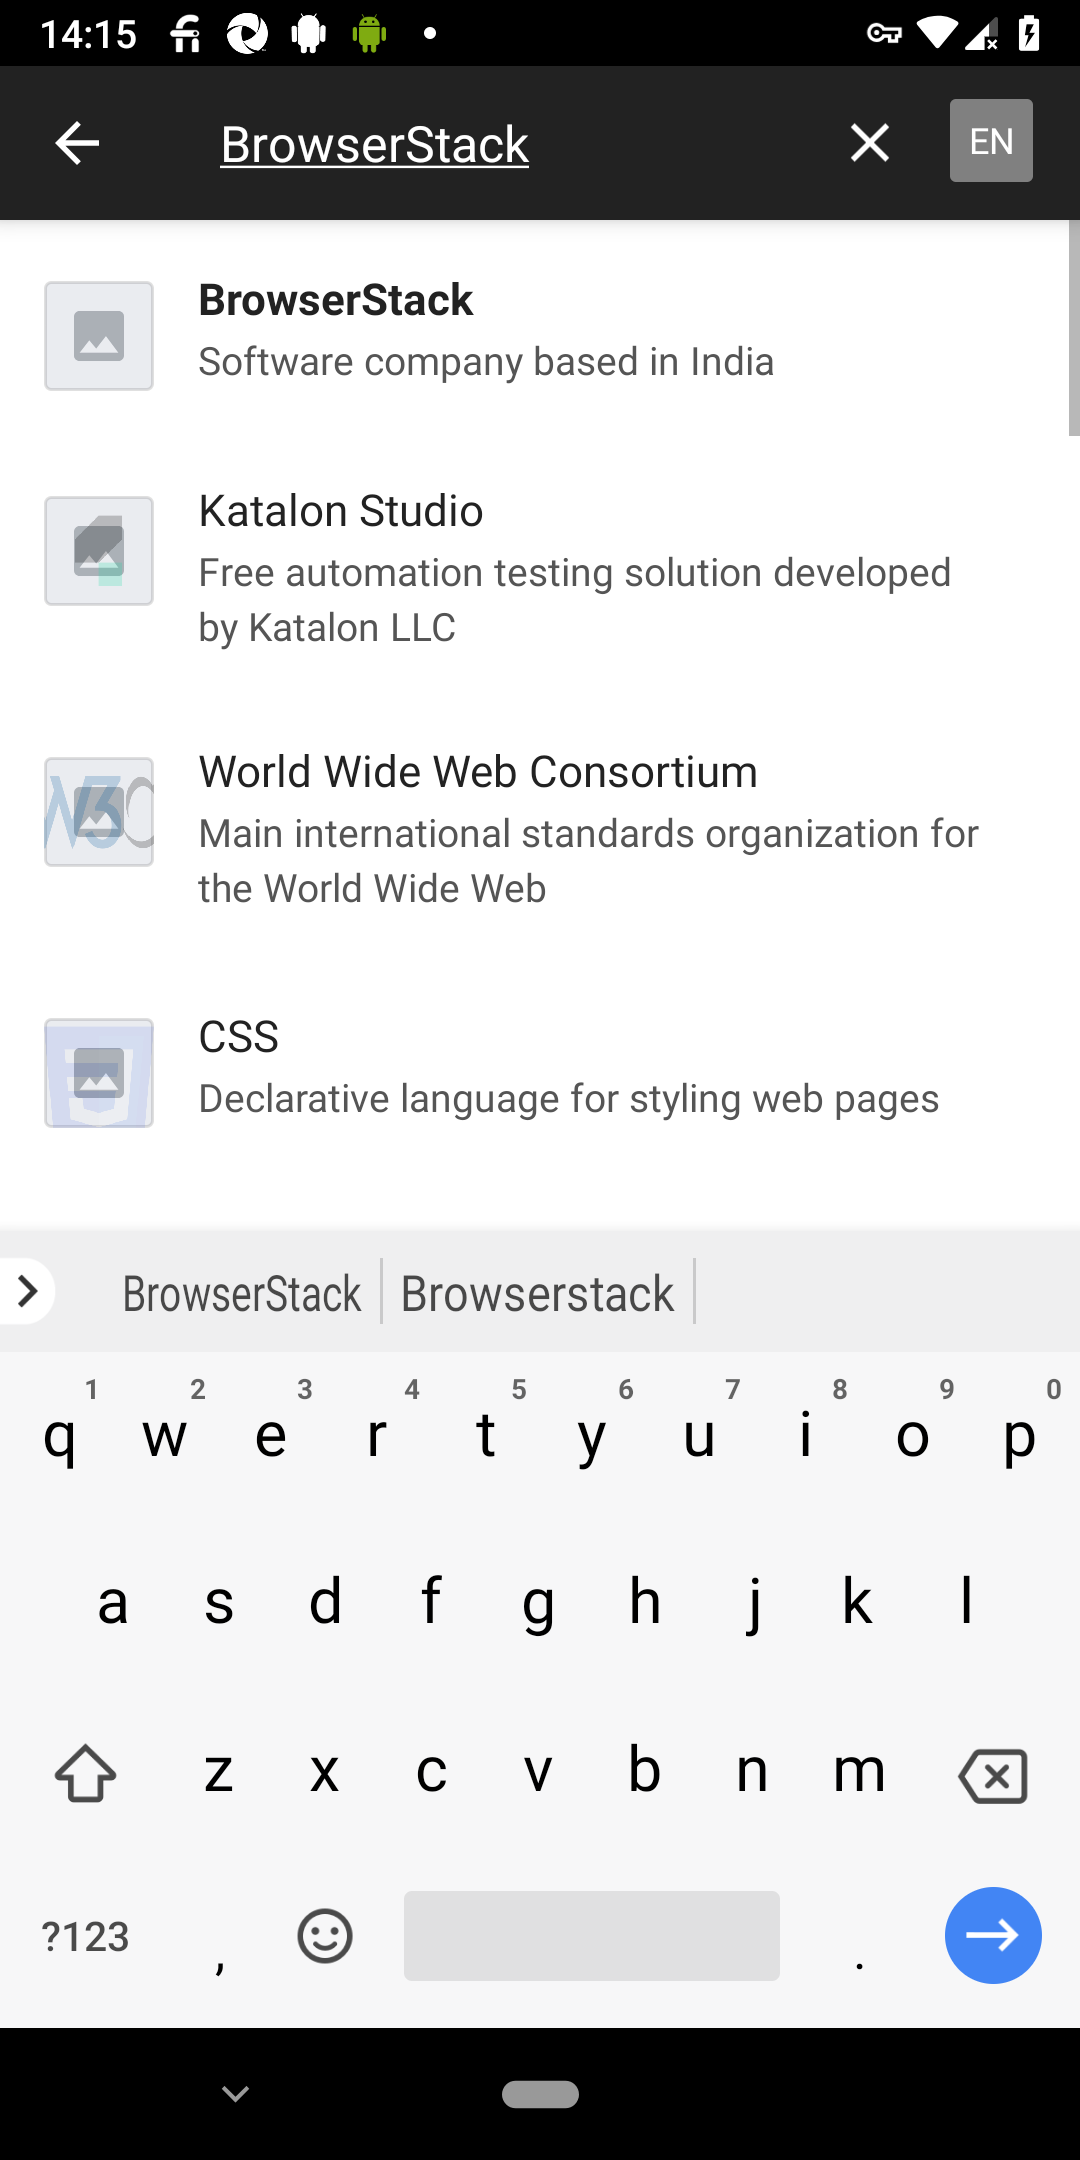 14:15
BrowserStack
EN
BrowserStack
Software company based in India
Katalon Studio
Free automation testing solution developed
by Katalon LLC
World Wide Web Consortium
Main international standards organization for
the World Wide Web
CSS
Declarative language for styling web pages
BrowserStack Browserstack
1 2 3 4 5 6 7 8 9 0
q w e r t y u i o p
a s d f g h j k l
z x c v b n m
?123 , .